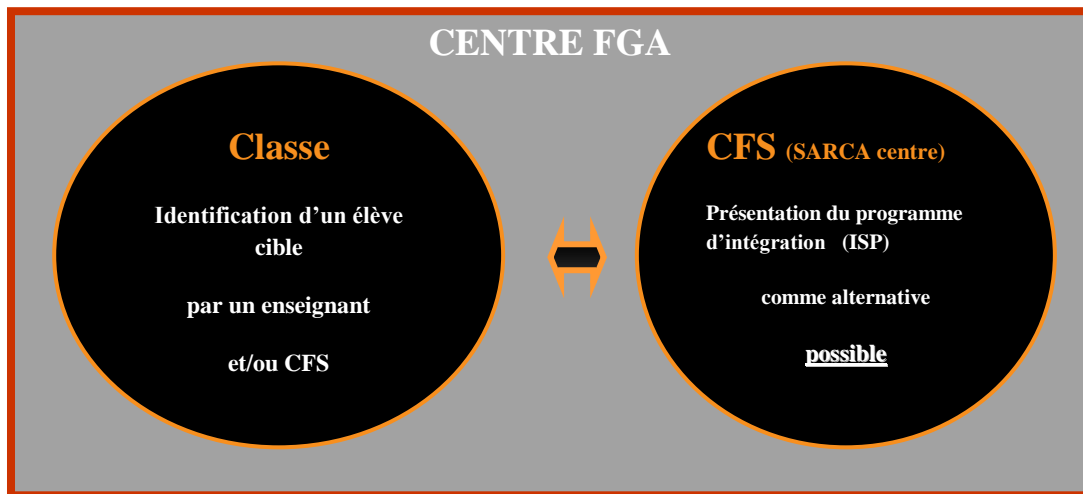 CENTRE FGA
Classe
Identification d’un élève
cible
par un enseignant
et/ou CFS
CFS (SARCA centre)
Présentation du programme
d’intégration (ISP)
comme alternative
possible